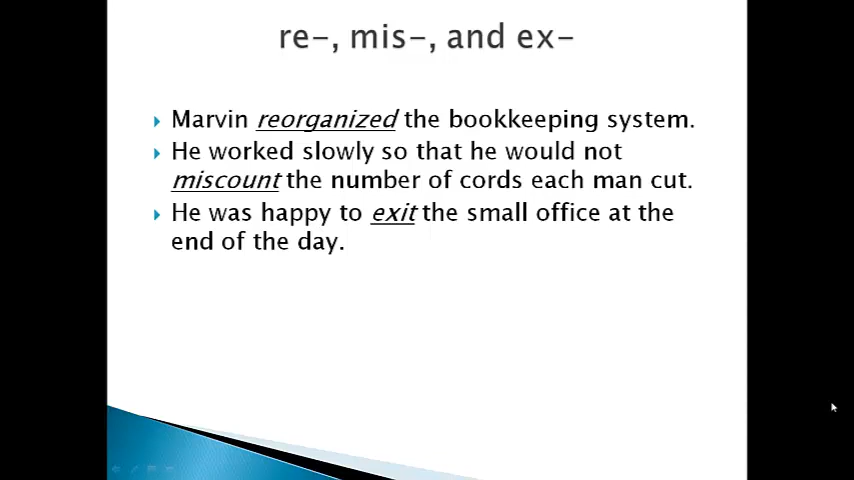 re-, mis-, and ex-
Marvin reorganized the bookkeeping system.
He worked slowly so that he would not
miscount the number of cords each man cut.
He was happy to exit the small office at the
end of the day.